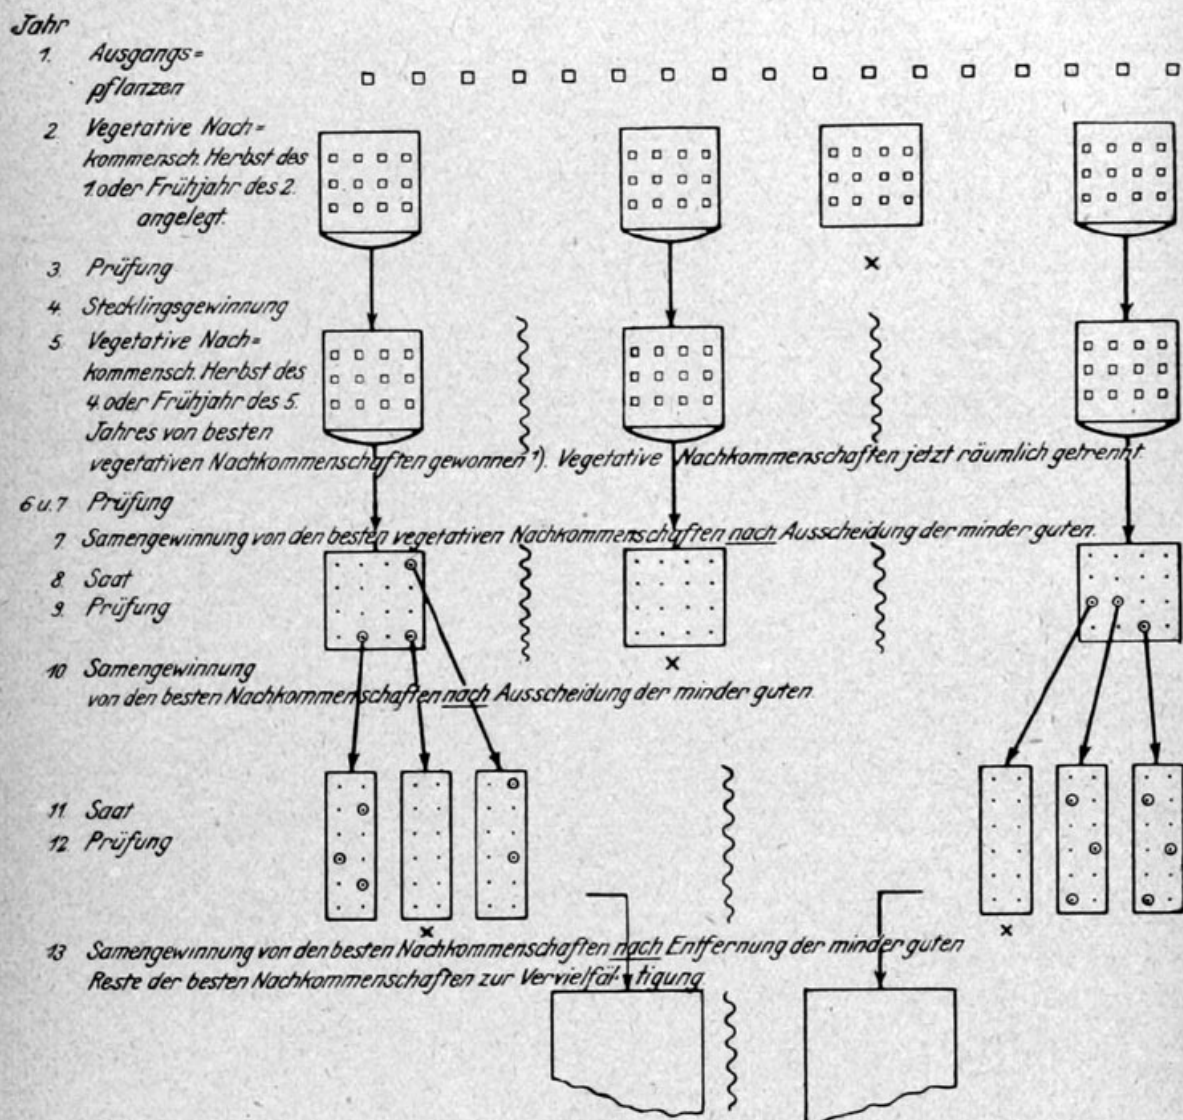 Jahr
1. Ausgangs=
pflanzen
2 Vegetative Nach=
kommensch. Herbst des
1. oder Frühjahr des 2.
angelegt.
3. Prüfung
4. Stecklingsgewinnung
5 Vegetative Nach=
kommensch. Herbst des
4. oder Frühjahr des 5.
Jahres von besten
vegetativen Nachkommenschaften gewonnen ¹). Vegetative Nachkommenschaften jetzt räumlich getrennt.
6 u. 7 Prüfung
7 Samengewinnung von den besten vegetativen Nachkommenschaften nach Ausscheidung der minder guten.
8. Saat
9. Prüfung
10 Samengewinnung
von den besten Nachkommenschaften nach Ausscheidung der minder guten
11 Saat
12 Prüfung
13 Samengewinnung von den besten Nachkommenschaften nach Entfernung der minder guten
Reste der besten Nachkommenschaften zur Vervielfältigung